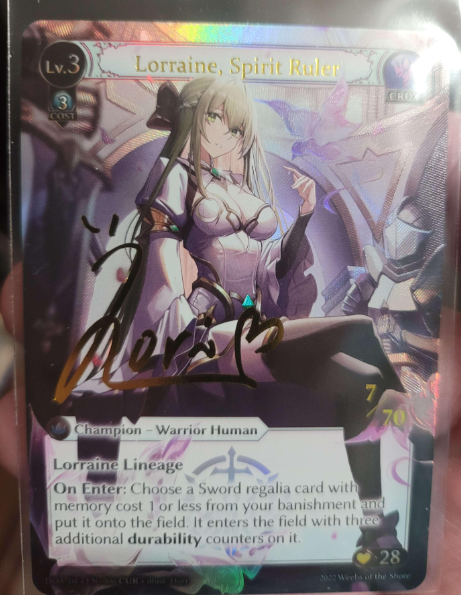 Lv.3
Lorraine, Spirit Ruler
3
COST
CRUX
7
70
Champion – Warrior Human
Lorraine Lineage
On Enter: Choose a Sword regalia card with
memory cost 1 or less from your banishment and
put it onto the field. It enters the field with three
additional durability counters on it.
28
2022 Weebs of the Shore